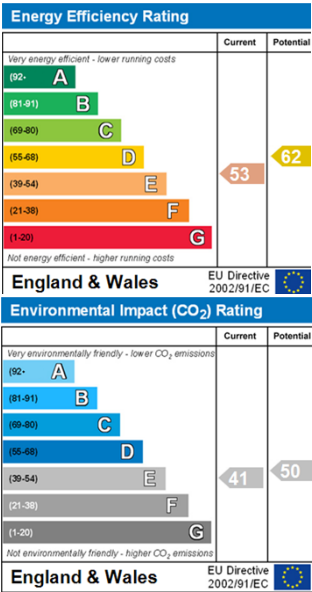 Energy Efficiency Rating
Current Potential
Very energy efficient - lower running costs
(92- A
(81-91) B
(69-80) C
(55-68) D
62
(39-54) E
53
(21-38) F
(1-20) G
Not energy efficient - higher running costs
England & Wales
EU Directive
2002/91/EC
Environmental Impact (CO₂) Rating
Current Potential
Very environmentally friendly - lower CO₂ emissions
(92- A
(81-91) B
(69-80) C
(55-68) D
(39-54) E
41
50
(21-38) F
(1-20) G
Not environmentally friendly - higher CO₂ emissions
England & Wales
EU Directive
2002/91/EC